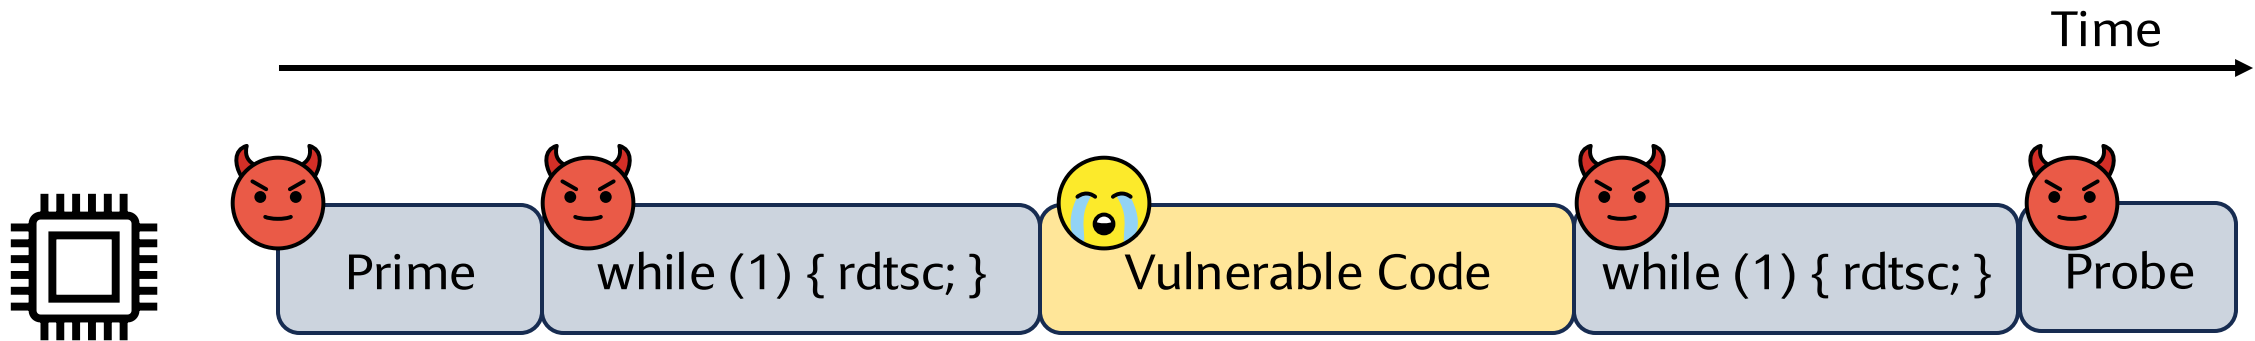 Time
Prime
while (1) { rdtsc; }
Vulnerable Code
while (1) { rdtsc; }
Probe